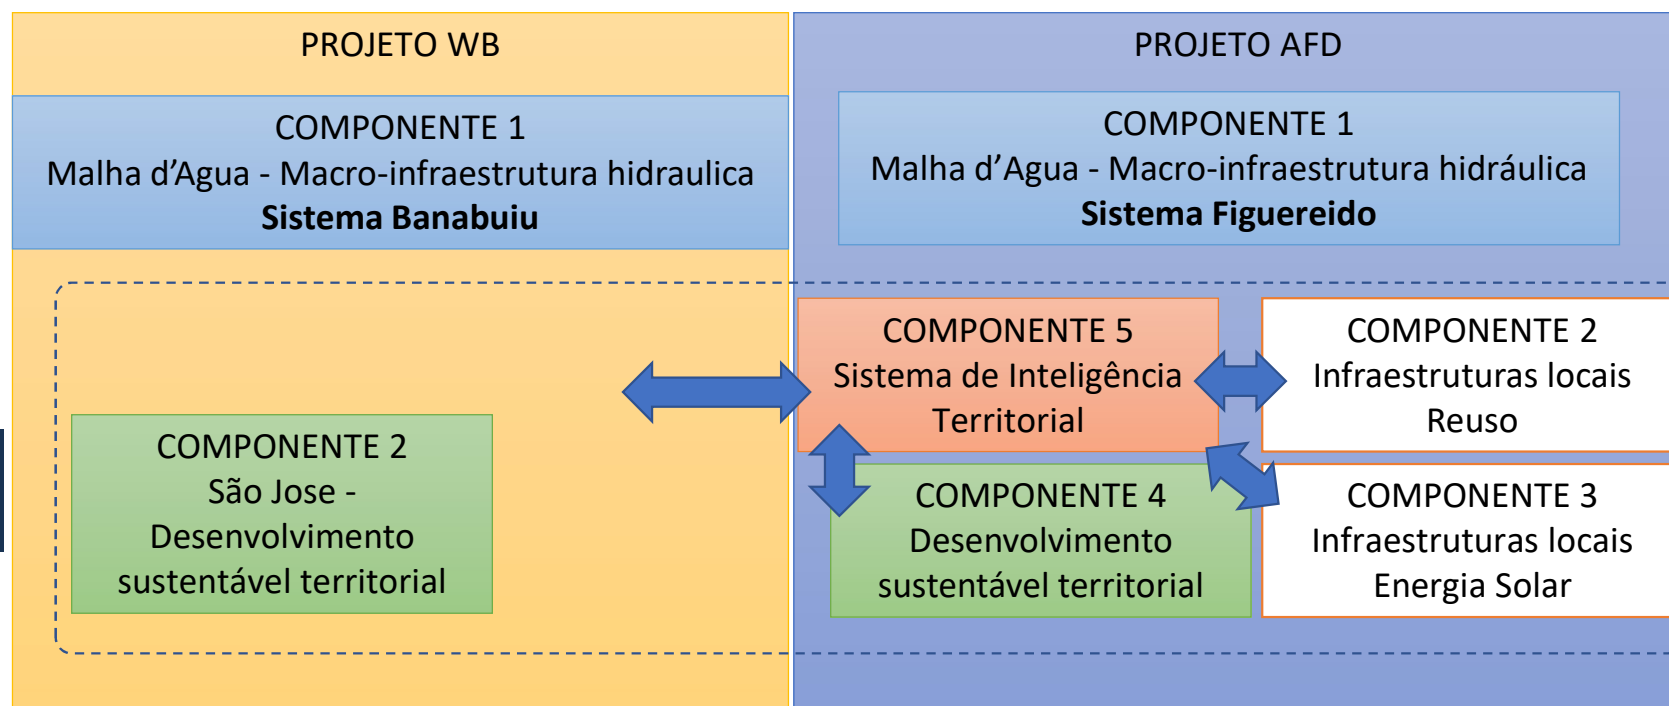 PROJETO WB
COMPONENTE 1
Malha d’Agua - Macro-infraestrutura hidraulica
Sistema Banabuiu
COMPONENTE 2
São Jose -
Desenvolvimento
sustentável territorial
PROJETO AFD
COMPONENTE 1
Malha d’Agua - Macro-infraestrutura hidráulica
Sistema Figuereido
COMPONENTE 5
Sistema de Inteligência
Territorial
COMPONENTE 2
Infraestruturas locais
Reuso
COMPONENTE 4
Desenvolvimento
sustentável territorial
COMPONENTE 3
Infraestruturas locais
Energia Solar